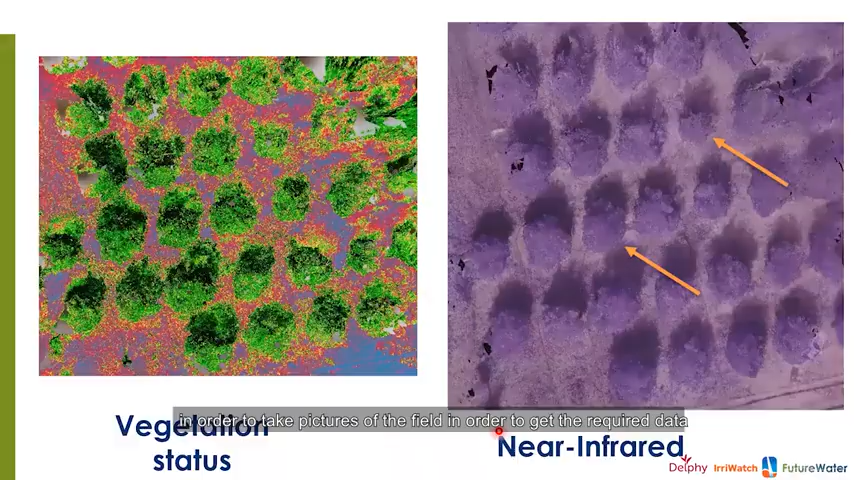 in order to take pictures of the field in order to get the required data
Vegetation
status
Near-Infrared
Delphy IrriWatch FutureWater